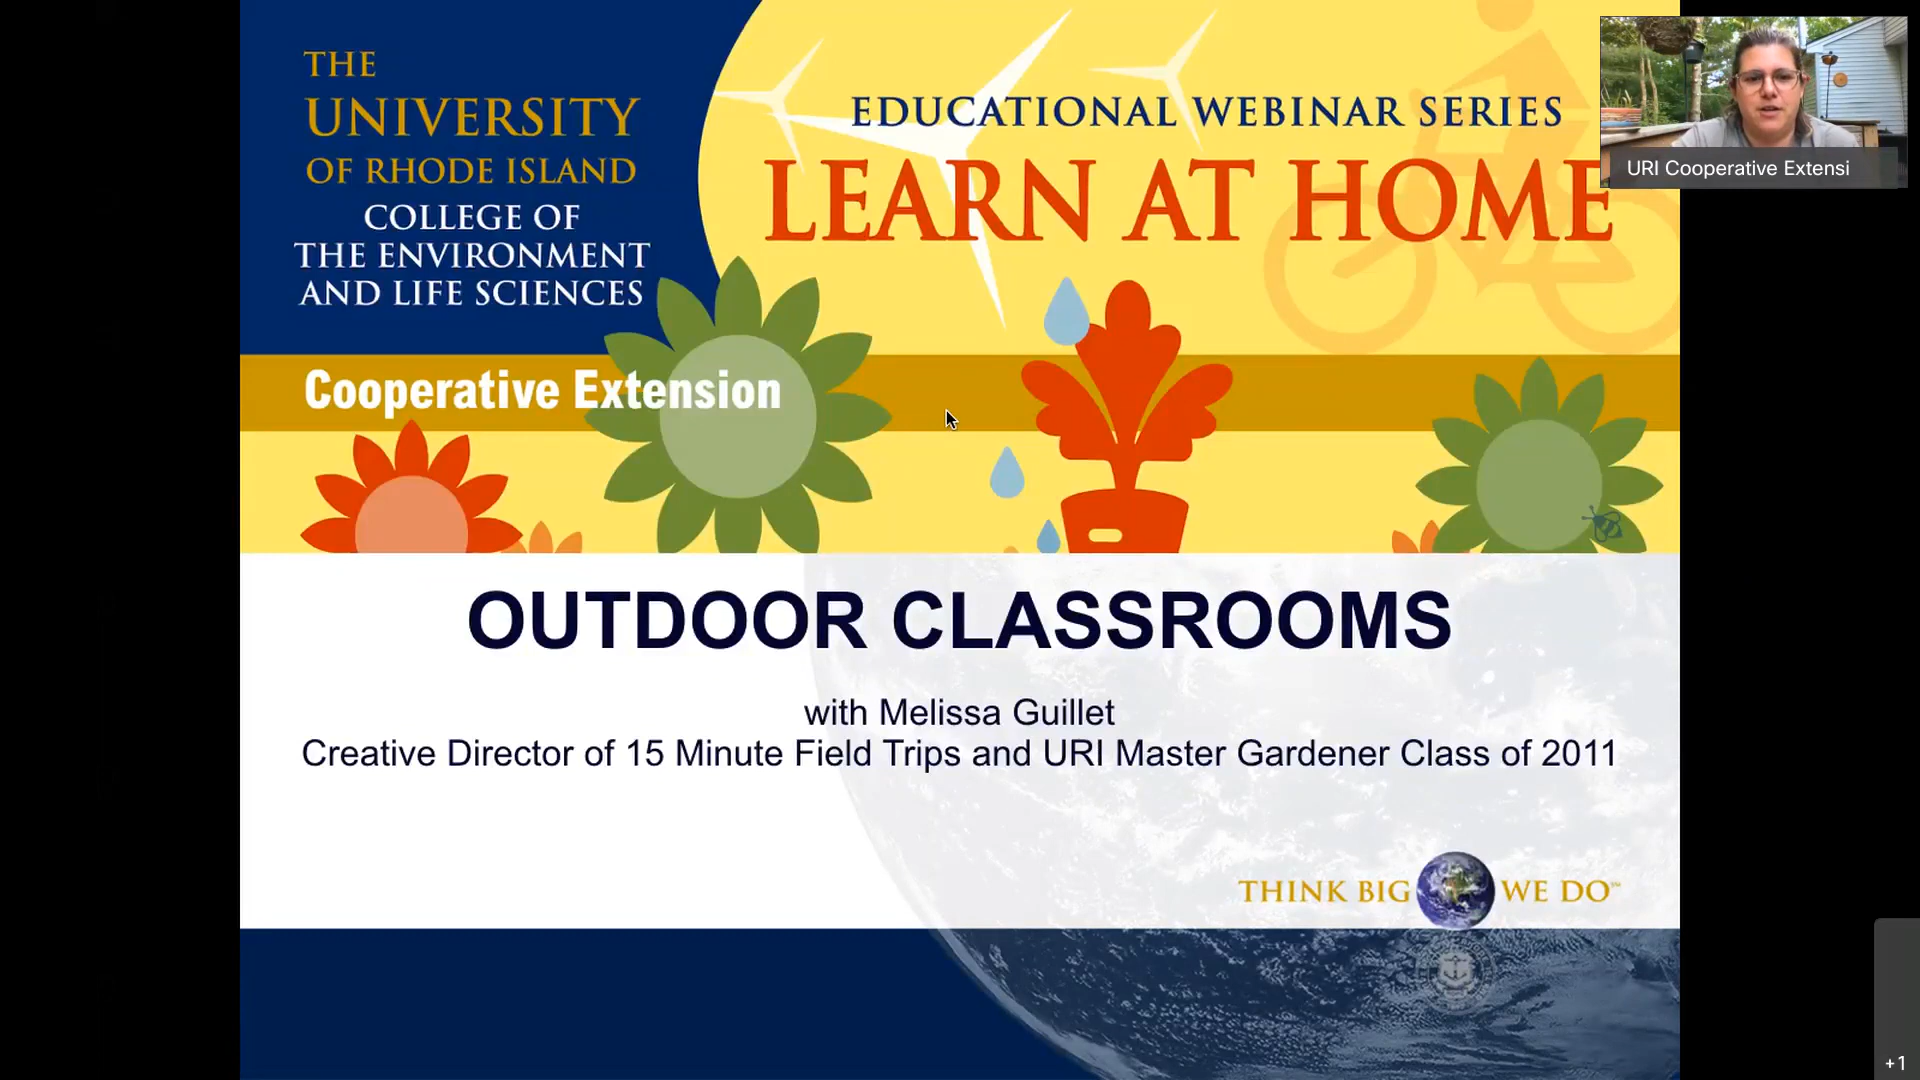 THE
UNIVERSITY
OF RHODE ISLAND
COLLEGE OF
THE ENVIRONMENT
AND LIFE SCIENCES
EDUCATIONAL WEBINAR SERIES
LEARN AT HOME
URI Cooperative Extensi
Cooperative Extension
OUTDOOR CLASSROOMS
with Melissa Guillet
Creative Director of 15 Minute Field Trips and URI Master Gardener Class of 2011
THINK BIG WE DO™
+1